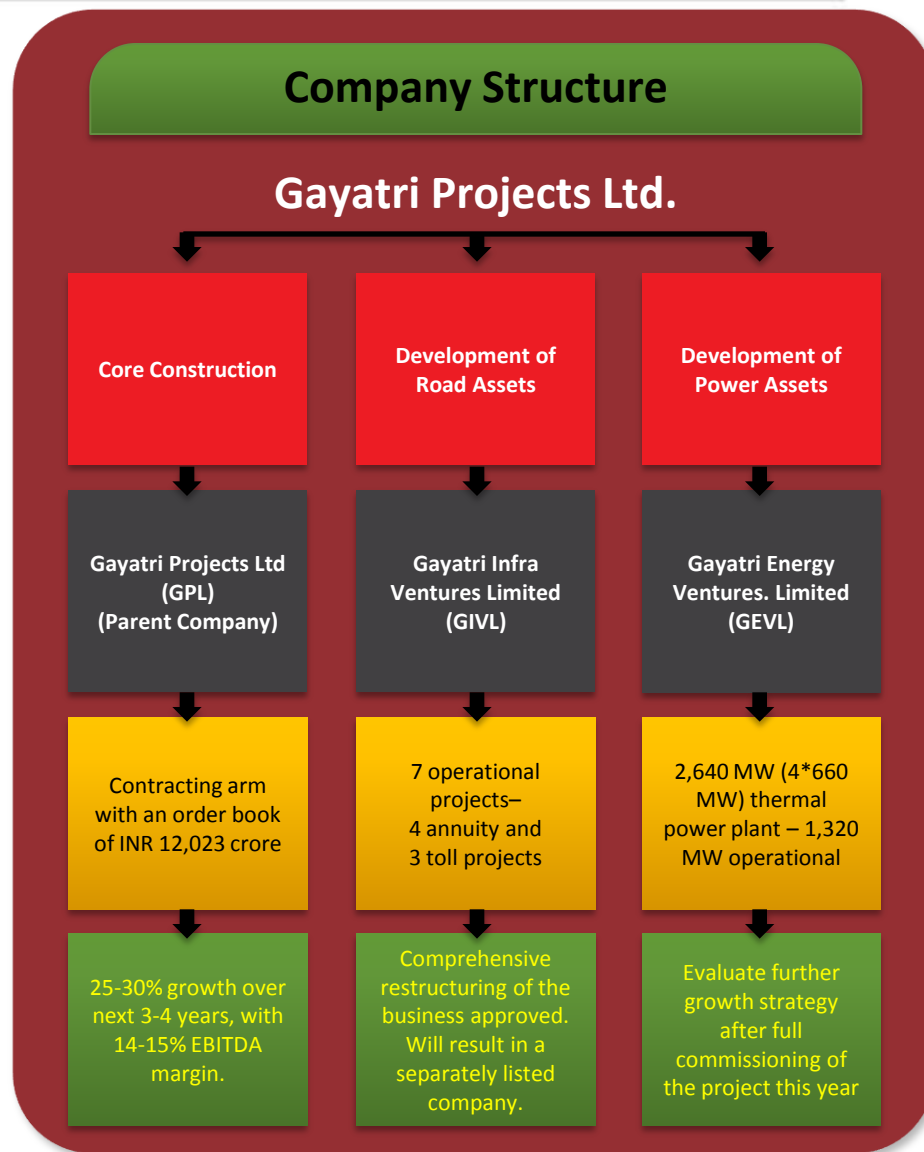 Company Structure
Gayatri Projects Ltd.
Core Construction
Development of
Road Assets
Development of
Power Assets
Gayatri Projects Ltd
(GPL)
(Parent Company)
Gayatri Infra
Ventures Limited
(GIVL)
Gayatri Energy
Ventures. Limited
(GEVL)
Contracting arm
with an order book
of INR 12,023 crore
7 operational
projects–
4 annuity and
3 toll projects
2,640 MW (4*660
MW) thermal
power plant – 1,320
MW operational
25-30% growth over
next 3-4 years, with
14-15% EBITDA
margin.
Comprehensive
restructuring of the
business approved.
Will result in a
separately listed
company.
Evaluate further
growth strategy
after full
commissioning of
the project this year